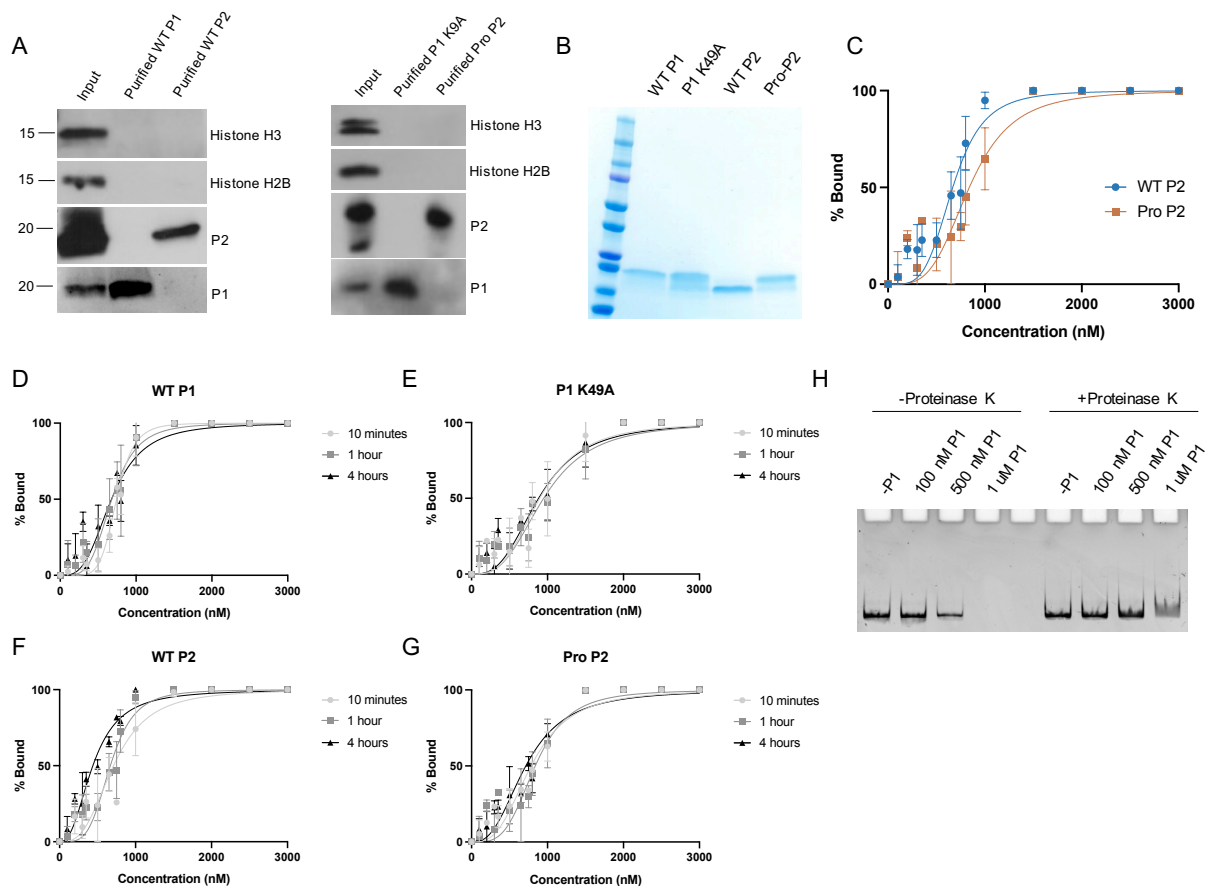 A
Input
Purified WT P1
Purified WT P2
15
Histone H3
15
Histone H2B
20
P2
20
P1
Input
Purified P1 K9A
Purified Pro P2
Histone H3
Histone H2B
P2
P1
B
WT P1
P1 K49A
WT P2
Pro-P2
C
% Bound
100
50
0
0 1000 2000 3000
Concentration (nM)
WT P2
Pro P2
D
WT P1
% Bound
100
50
0
0 1000 2000 3000
Concentration (nM)
10 minutes
1 hour
4 hours
E
P1 K49A
% Bound
100
50
0
0 1000 2000 3000
Concentration (nM)
10 minutes
1 hour
4 hours
H
-Proteinase K
+Proteinase K
-P1
100 nM P1
500 nM P1
1 uM P1
-P1
100 nM P1
500 nM P1
1 uM P1
F
WT P2
% Bound
100
50
0
0 1000 2000 3000
Concentration (nM)
10 minutes
1 hour
4 hours
G
Pro P2
% Bound
100
50
0
0 1000 2000 3000
Concentration (nM)
10 minutes
1 hour
4 hours